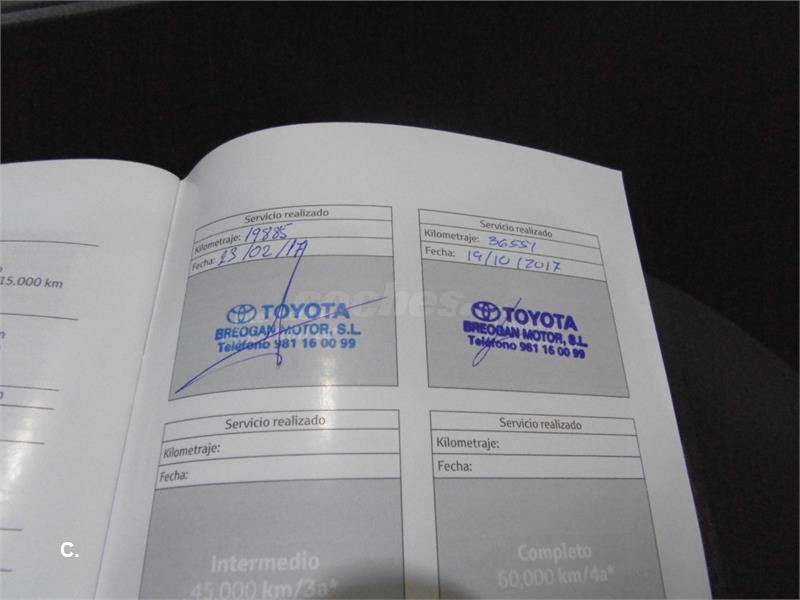 15.000 km
Servicio realizado
Kilometraje: 19885
Fecha: 23/02/17
TOYOTA
BREOGAN MOTOR, S.L.
Teléfono 981 16 00 99
Servicio realizado
Kilometraje: 36551
Fecha: 19/10/2017
TOYOTA
BREOGAN MOTOR, S.L.
Teléfono 981 16 00 99
coches.
Servicio realizado
Kilometraje:
Fecha:
Intermedio
45.000 km/3a*
Servicio realizado
Kilometraje:
Fecha:
Completo
60.000 km/4a*
C.